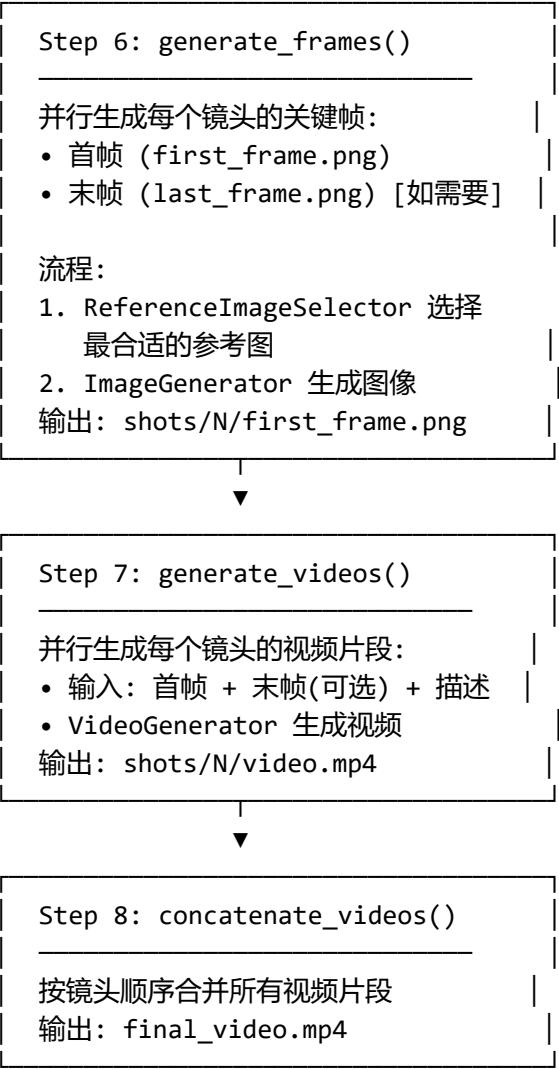 Step 6: generate_frames()
并行生成每个镜头的关键帧:
• 首帧 (first_frame.png)
• 末帧 (last_frame.png) [如需要]
流程:
1. ReferenceImageSelector 选择
最合适的参考图
2. ImageGenerator 生成图像
输出: shots/N/first_frame.png
▼
Step 7: generate_videos()
并行生成每个镜头的视频片段:
• 输入: 首帧 + 末帧(可选) + 描述
• VideoGenerator 生成视频
输出: shots/N/video.mp4
▼
Step 8: concatenate_videos()
按镜头顺序合并所有视频片段
输出: final_video.mp4